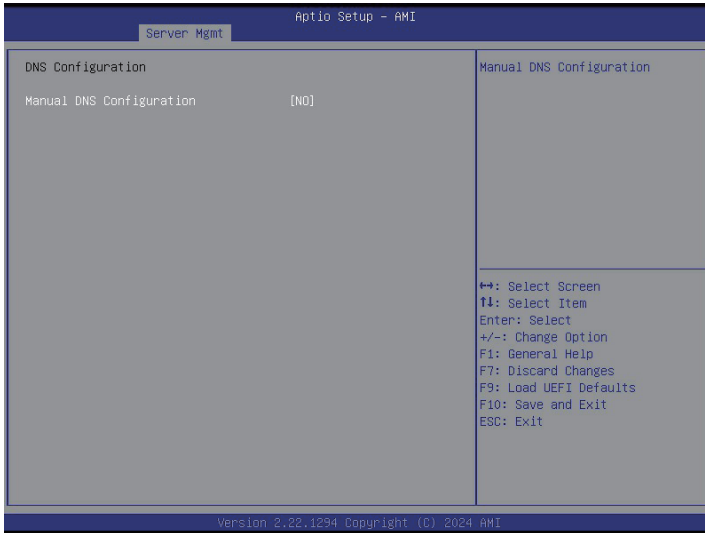 Aptio Setup – AMI
Server Mgmt
DNS Configuration
Manual DNS Configuration [NO]
Manual DNS Configuration
↔: Select Screen
↑↓: Select Item
Enter: Select
+/-: Change Option
F1: General Help
F7: Discard Changes
F9: Load UEFI Defaults
F10: Save and Exit
ESC: Exit
Version 2.22.1294 Copyright (C) 2024 AMI